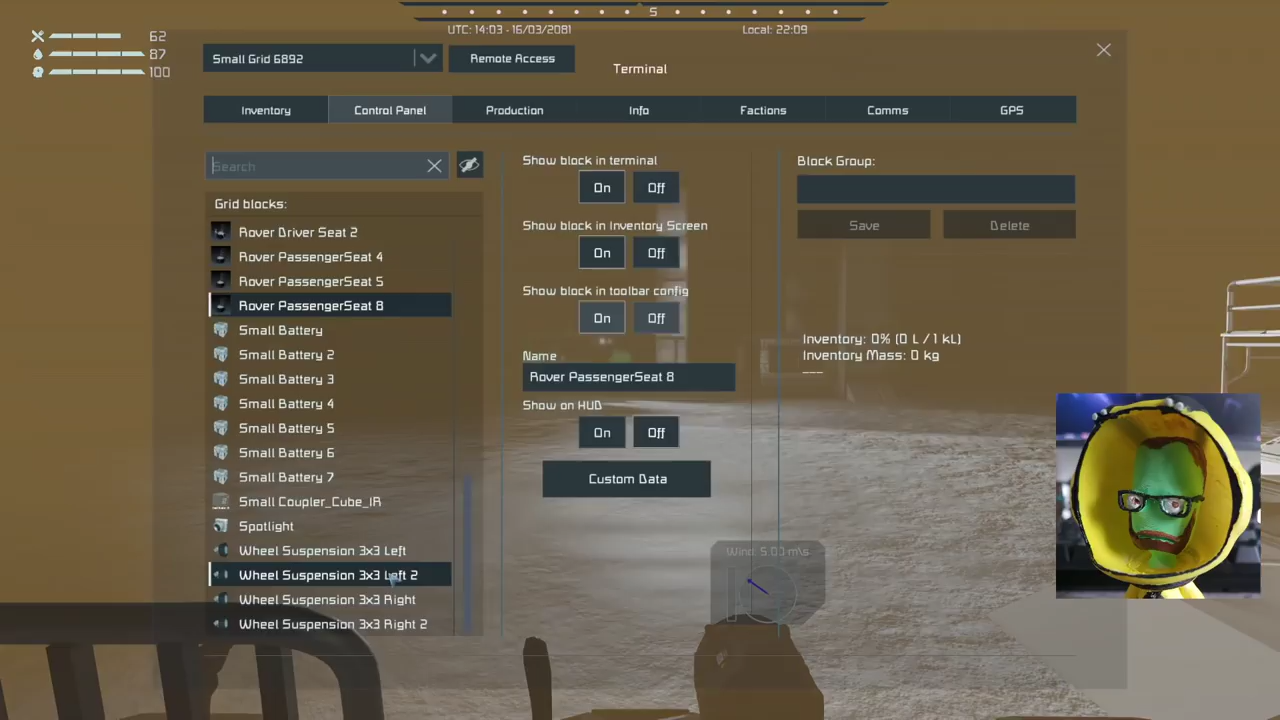 S
UTC: 14:03 - 16/03/2081
Local: 22:09
62
87
100
Small Grid 6892
Remote Access
Terminal
Inventory
Control Panel
Production
Info
Factions
Comms
GPS
Search
Grid blocks:
Rover Driver Seat 2
Rover PassengerSeat 4
Rover PassengerSeat 5
Rover PassengerSeat 8
Small Battery
Small Battery 2
Small Battery 3
Small Battery 4
Small Battery 5
Small Battery 6
Small Battery 7
Small Coupler_Cube_IR
Spotlight
Wheel Suspension 3x3 Left
Wheel Suspension 3x3 Left 2
Wheel Suspension 3x3 Right
Wheel Suspension 3x3 Right 2
Show block in terminal
On Off
Show block in Inventory Screen
On Off
Show block in toolbar config
On Off
Name
Rover PassengerSeat 8
Show on HUD
On Off
Custom Data
Block Group:
Save Delete
Inventory: 0% (0 L / 1 kL)
Inventory Mass: 0 kg
Wind: 5.00 m/s